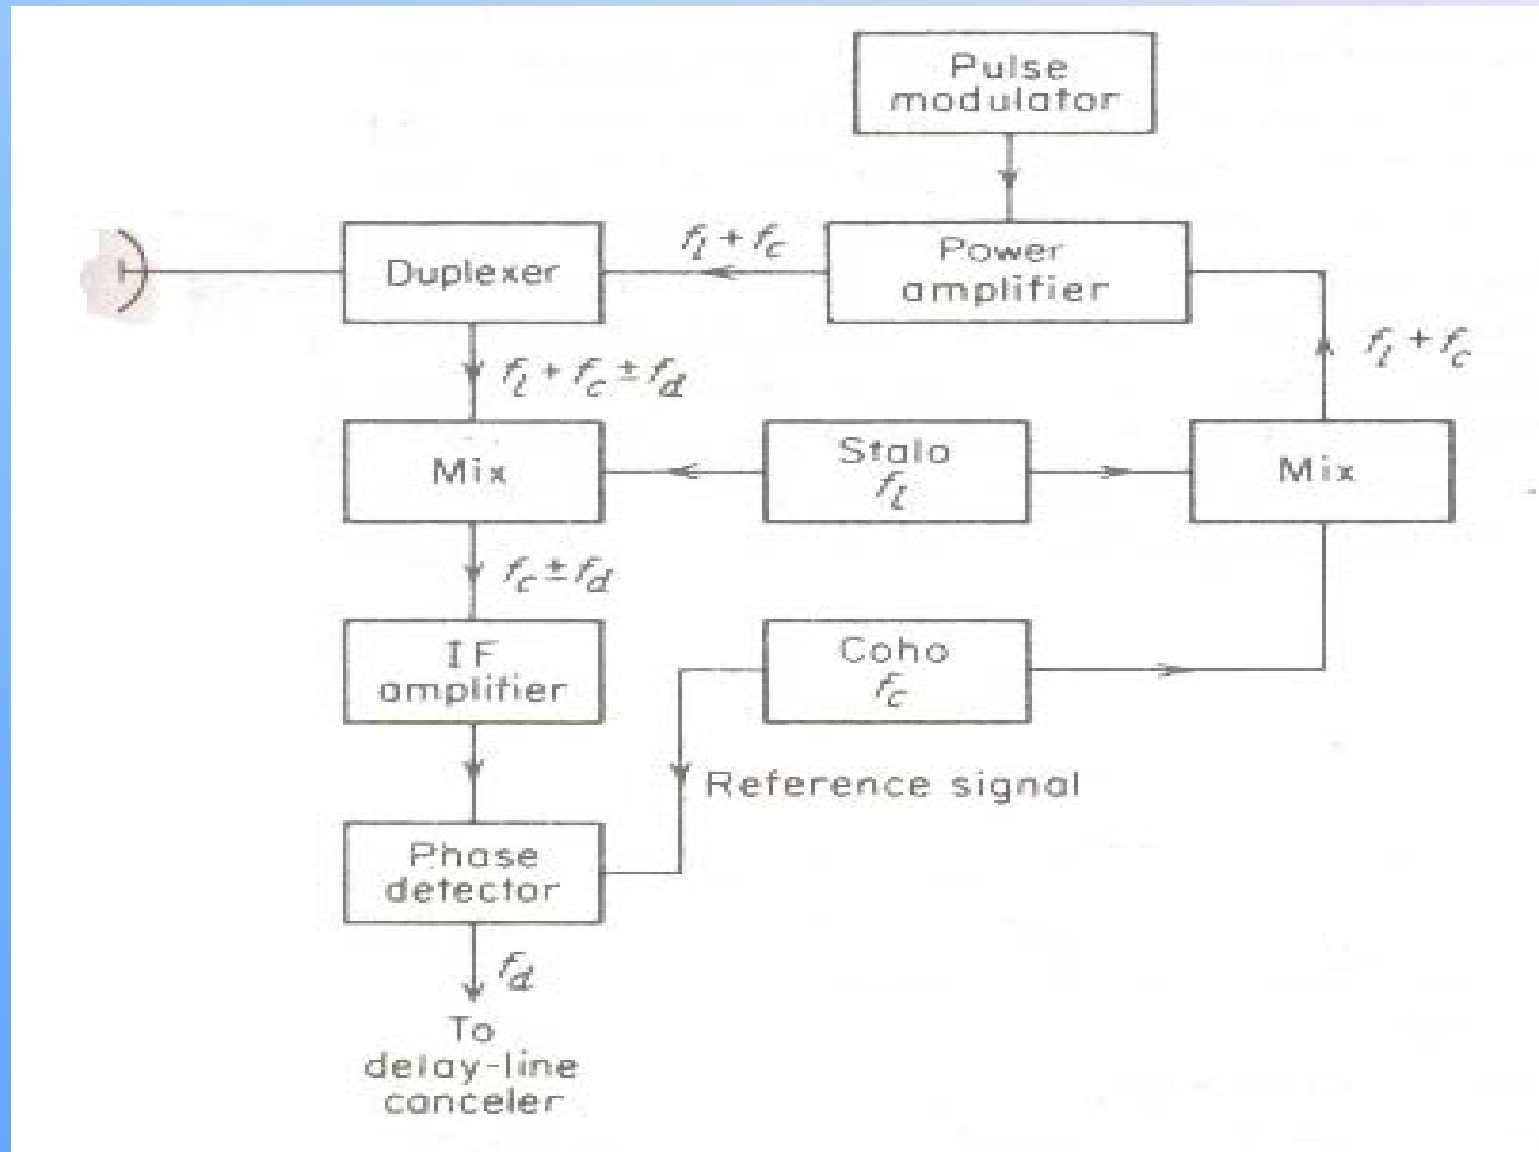 Pulse
modulator
f_l + f_c
Power
amplifier
Duplexer
f_l + f_c
f_l + f_c ± f_d
Mix
Stalo
f_l
Mix
f_c ± f_d
IF
amplifier
Coho
f_c
Reference signal
Phase
detector
f_d
To
delay-line
canceler